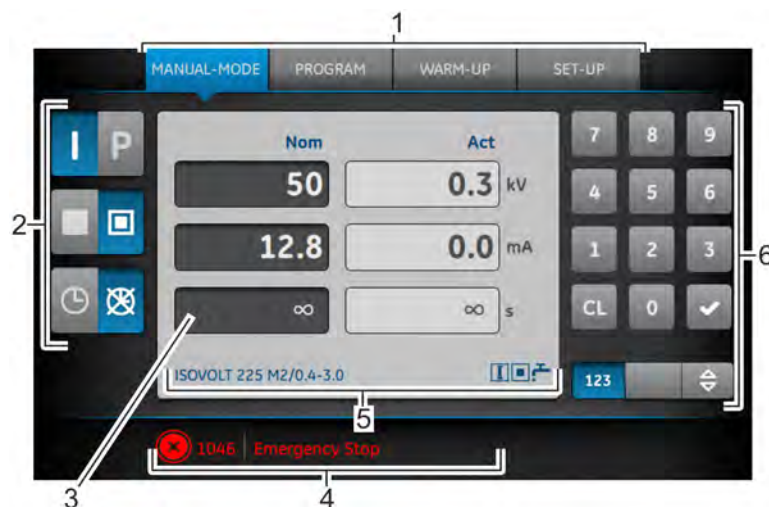 1
MANUAL-MODE PROGRAM WARM-UP SET-UP
2
I P
Nom Act
50 0.3 kV
12.8 0.0 mA
∞ ∞ s
ISOVOLT 225 M2/0.4-3.0
7 8 9
4 5 6
1 2 3
CL 0
123
6
5
1046 Emergency Stop
3
4